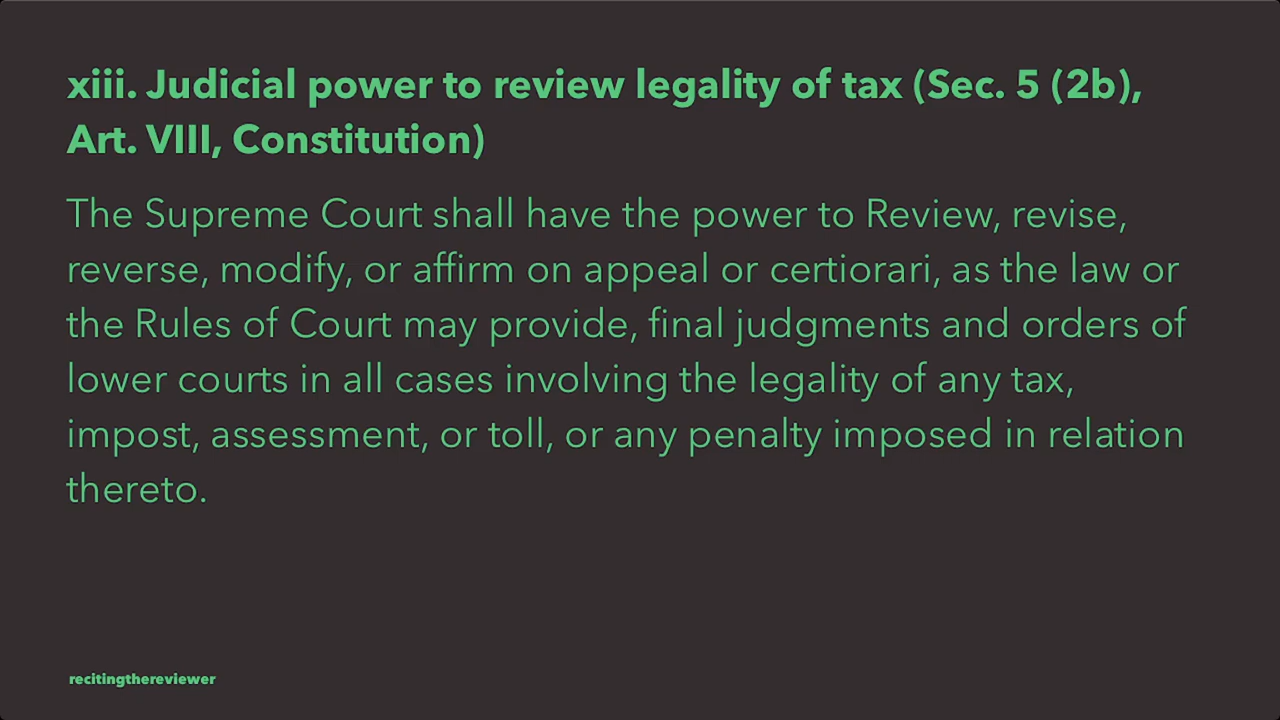 xiii. Judicial power to review legality of tax (Sec. 5 (2b),
Art. VIII, Constitution)
The Supreme Court shall have the power to Review, revise,
reverse, modify, or affirm on appeal or certiorari, as the law or
the Rules of Court may provide, final judgments and orders of
lower courts in all cases involving the legality of any tax,
impost, assessment, or toll, or any penalty imposed in relation
thereto.
recitingthereviewer